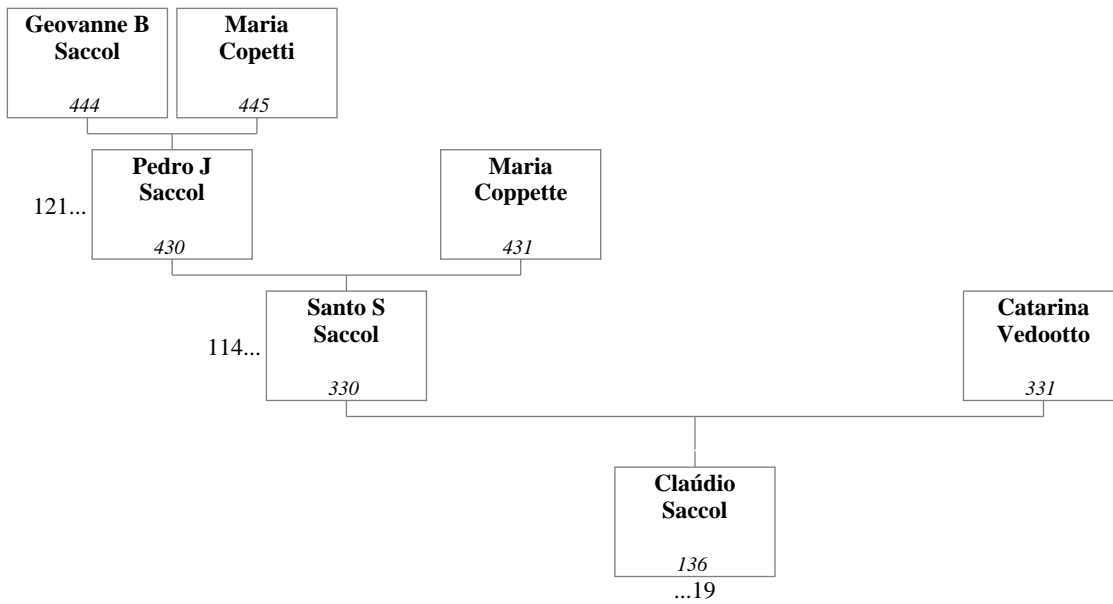 Geovanne B
Saccol
444
Maria
Copetti
445
121...
Pedro J
Saccol
430
Maria
Coppette
431
114...
Santo S
Saccol
330
Catarina
Vedootto
331
Claúdio
Saccol
136
...19